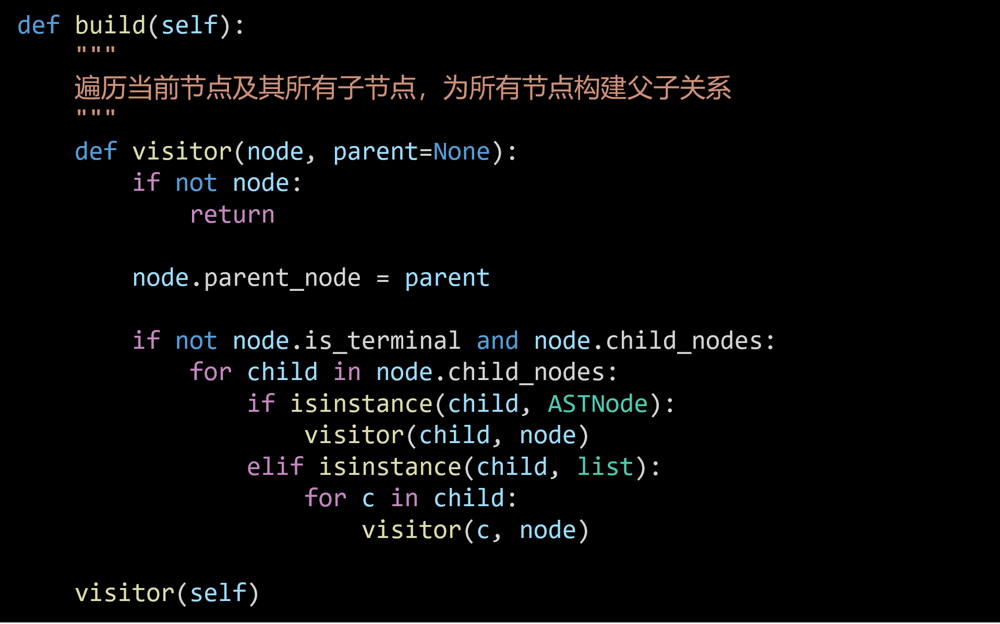 def build(self):
    """
    遍历当前节点及其所有子节点，为所有节点构建父子关系
    """
    def visitor(node, parent=None):
        if not node:
            return

        node.parent_node = parent

        if not node.is_terminal and node.child_nodes:
            for child in node.child_nodes:
                if isinstance(child, ASTNode):
                    visitor(child, node)
                elif isinstance(child, list):
                    for c in child:
                        visitor(c, node)

    visitor(self)